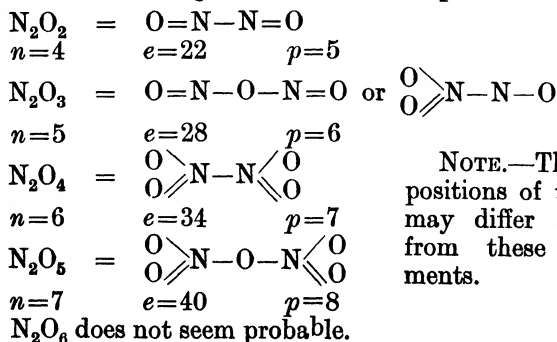 N₂O₂ = O=N—N=O
n=4 e=22 p=5
N₂O₃ = O=N—O—N=O or O O N—N—O
n=5 e=28 p=6
N₂O₄ = O O N—N O O
n=6 e=34 p=7
N₂O₅ = O O N—O—N O O
n=7 e=40 p=8
N₂O₆ does not seem probable.
NOTE.—
positions of
may differ
from these
ments.